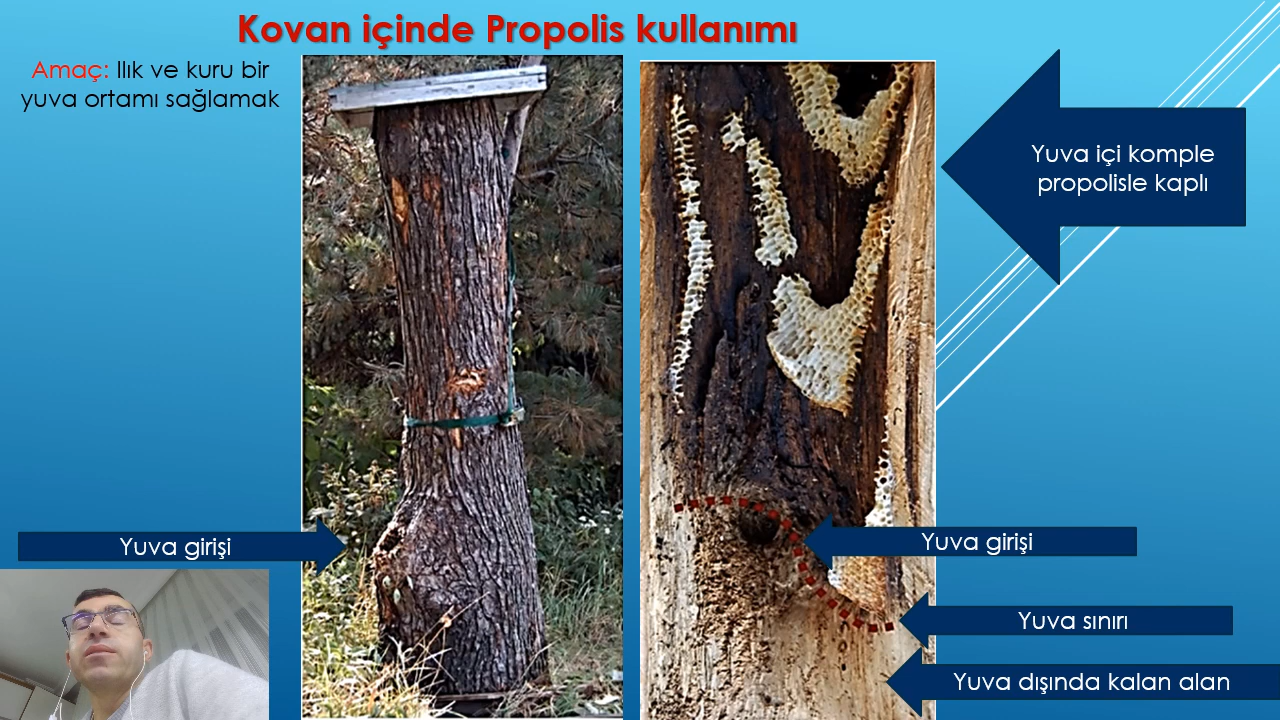 Kovan içinde Propolis kullanımı
Amaç: Ilık ve kuru bir
yuva ortamı sağlamak
Yuva içi komple
propolisle kaplı
Yuva girişi
Yuva girişi
Yuva sınırı
Yuva dışında kalan alan